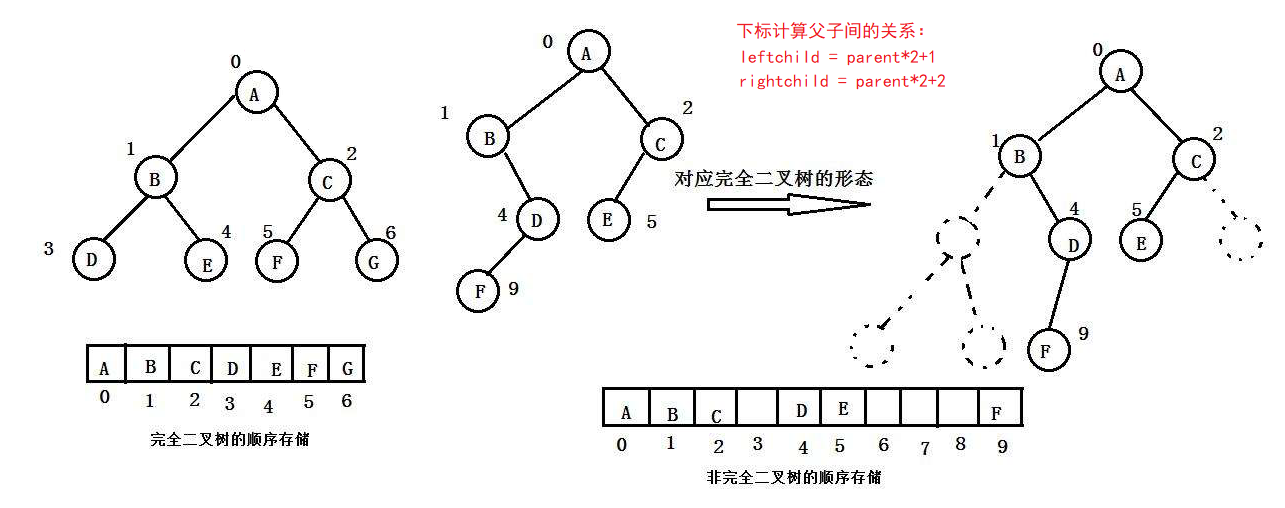 下标计算父子间的关系：
leftchild = parent*2+1
rightchild = parent*2+2
0
A
1
B
2
C
3
D
4
E
5
F
6
G
A B C D E F G
0 1 2 3 4 5 6
完全二叉树的顺序存储
0
A
1
B
2
C
4
D
E
5
F
9
对应完全二叉树的形态
0
A
1
B
2
C
4
D
5
E
9
F
A B C D E F
0 1 2 3 4 5 6 7 8 9
非完全二叉树的顺序存储